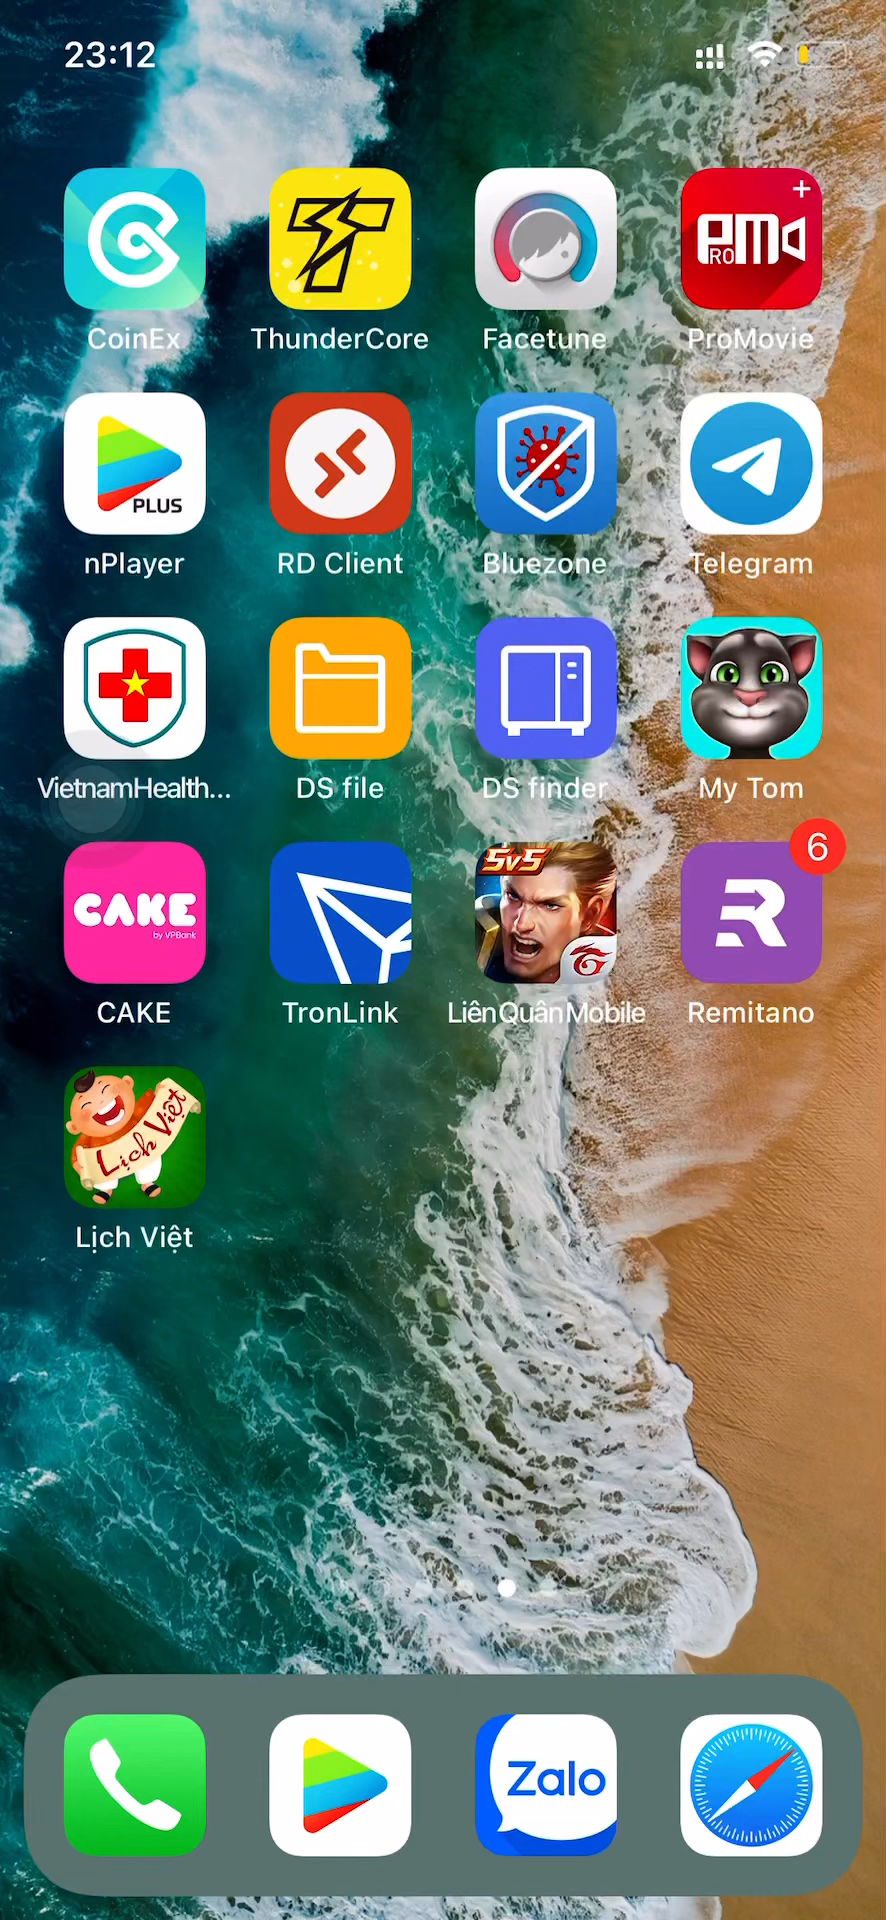 23:12
CoinEx
ThunderCore
Facetune
PRO M
ProMovie
PLUS
nPlayer
RD Client
Bluezone
Telegram
VietnamHealth...
DS file
DS finder
My Tom
CAKE
by VPBank
CAKE
TronLink
5v5
LiênQuânMobile
6
Remitano
Lịch Việt
Lịch Việt
Zalo